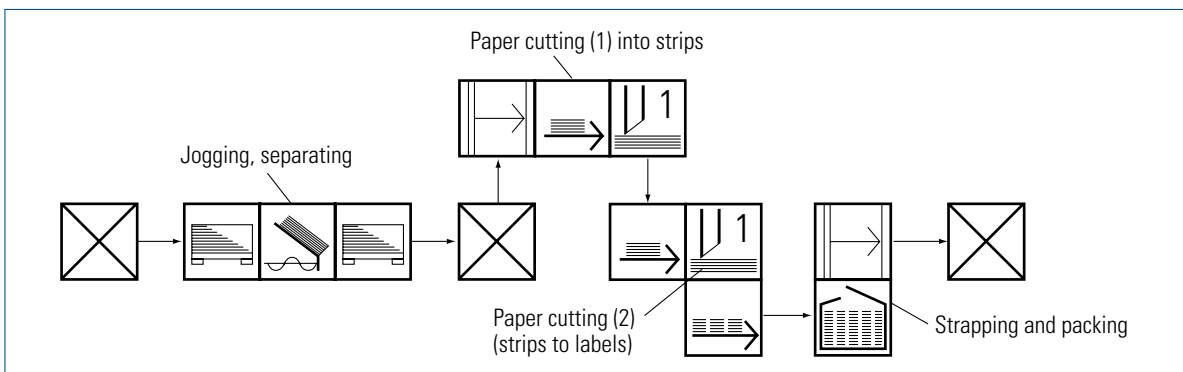 Paper cutting (1) into strips
1
Jogging, separating
1
Paper cutting (2)
(strips to labels)
Strapping and packing